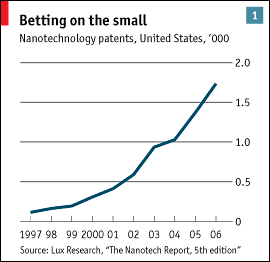 Betting on the small
1
Nanotechnology patents, United States, ’000
2.0
1.5
1.0
0.5
0
1997 98 99 2000 01 02 03 04 05 06
Source: Lux Research, “The Nanotech Report, 5th edition”